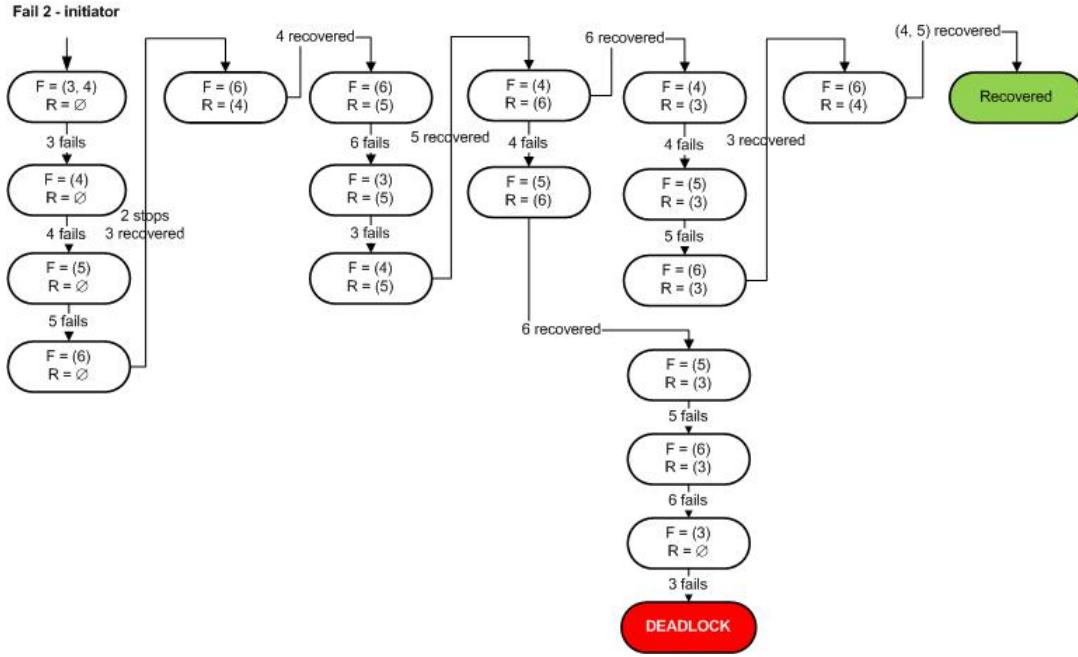 Fail 2 - initiator
F = (3, 4)
R = ∅
3 fails
F = (4)
R = ∅
4 fails
F = (5)
R = ∅
5 fails
F = (6)
R = ∅
2 stops
3 recovered
F = (6)
R = (4)
4 recovered
F = (6)
R = (5)
6 fails
F = (3)
R = (5)
3 fails
F = (4)
R = (5)
5 recovered
F = (4)
R = (6)
4 fails
F = (5)
R = (6)
6 recovered
F = (4)
R = (3)
4 fails
F = (5)
R = (3)
5 fails
F = (6)
R = (3)
3 recovered
F = (6)
R = (4)
(4, 5) recovered
Recovered
6 recovered
F = (5)
R = (3)
5 fails
F = (6)
R = (3)
6 fails
F = (3)
R = ∅
3 fails
DEADLOCK